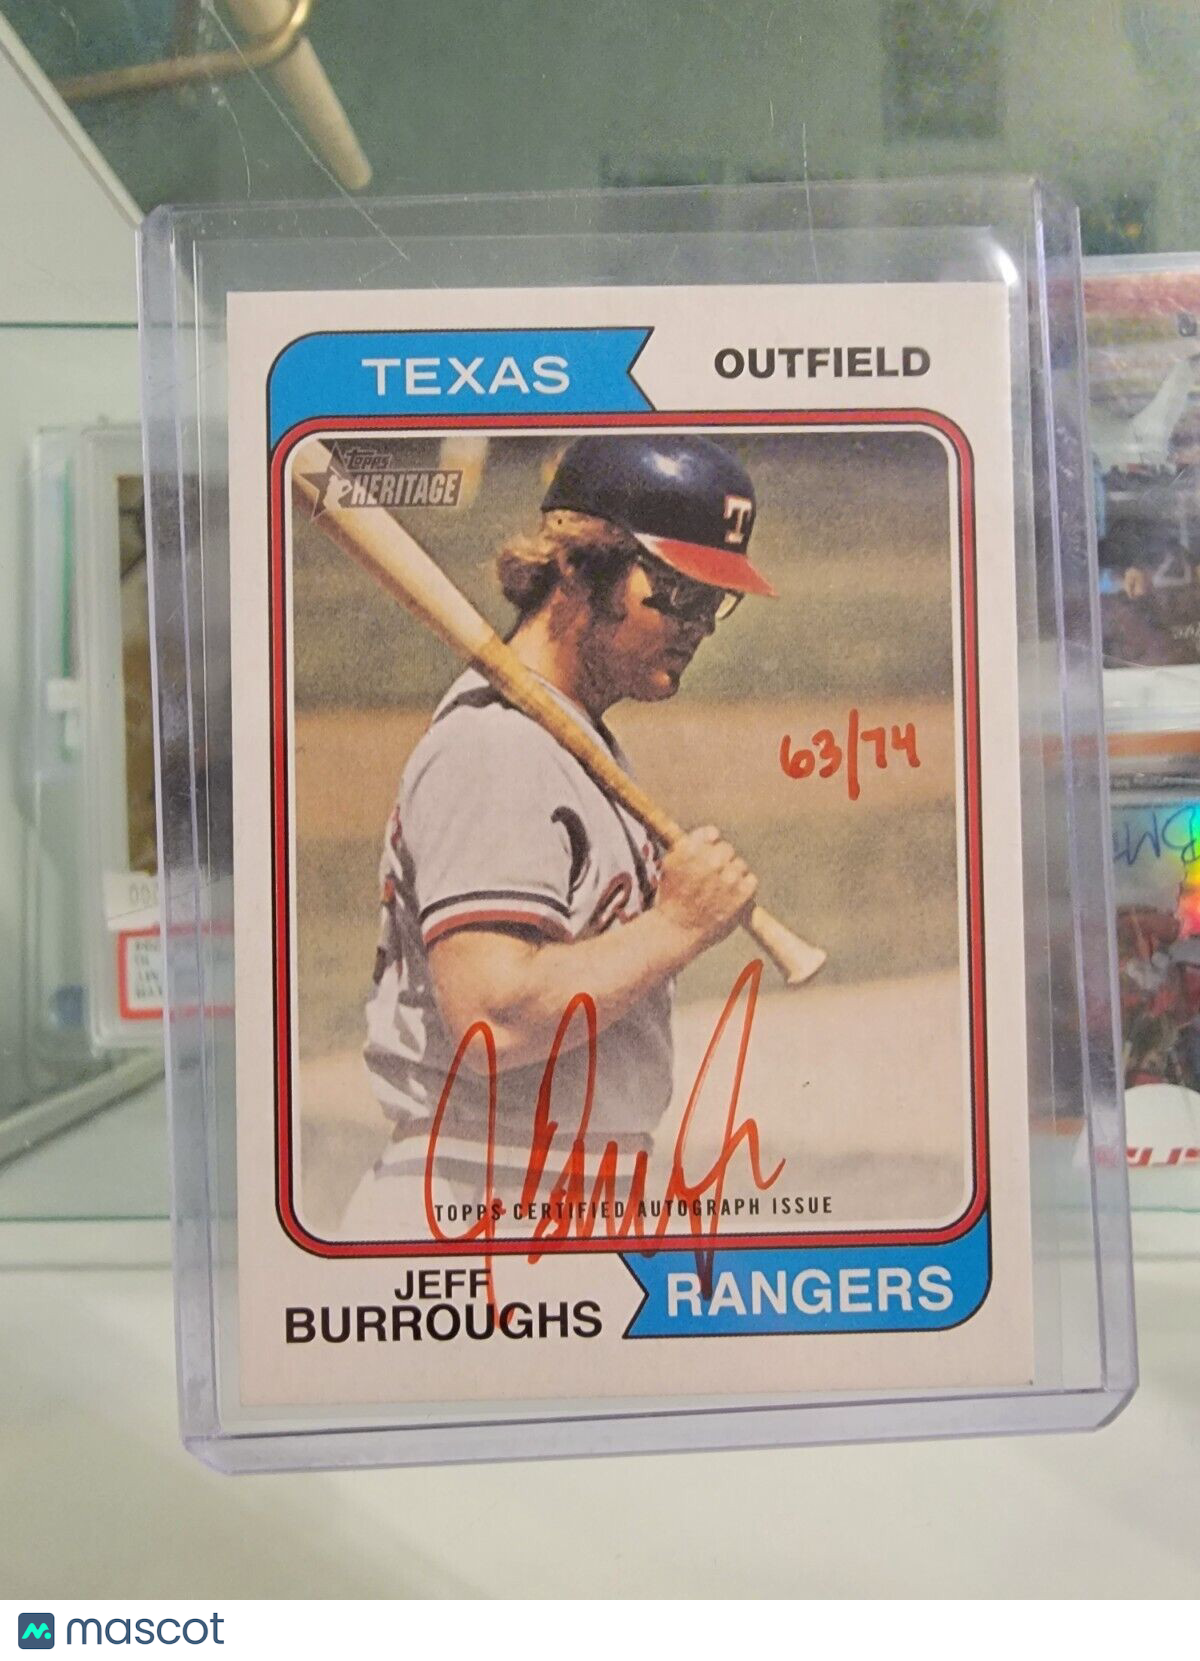 TEXAS
OUTFIELD
Topps
HERITAGE
T
63/74
TOPPS CERTIFIED AUTOGRAPH ISSUE
JEFF
BURROUGHS
RANGERS
mascot